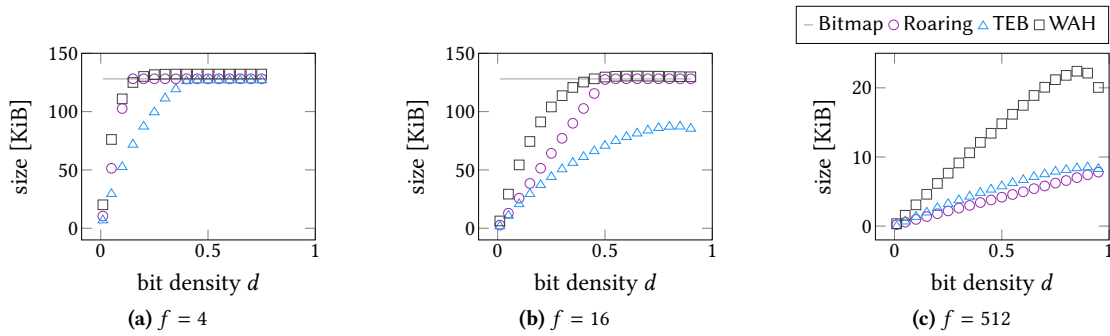 Bitmap Roaring TEB WAH
150
100
50
0
size [KiB]
0 0.5 1
bit density d
(a) f = 4
150
100
50
0
size [KiB]
0 0.5 1
bit density d
(b) f = 16
20
10
0
size [KiB]
0 0.5 1
bit density d
(c) f = 512